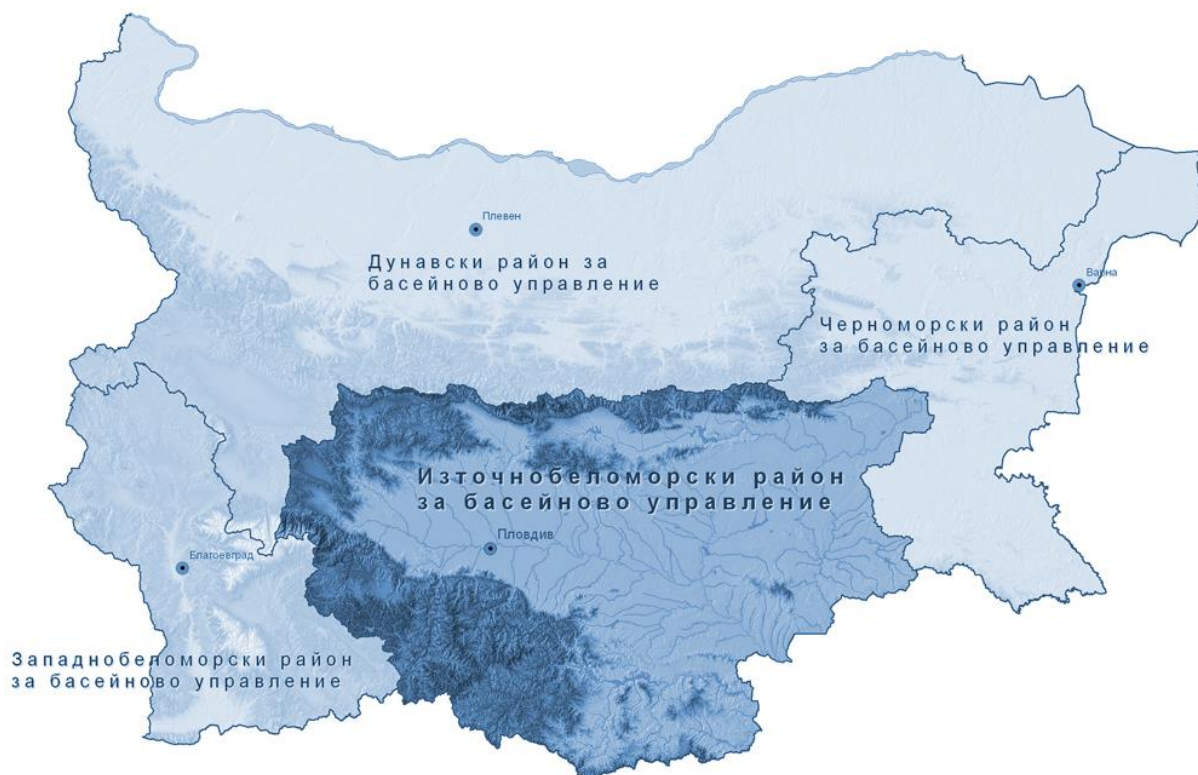 Плевен
Дунавски район за
басейново управление
Варна
Черноморски район
за басейново управление
Източнобеломорски район
за басейново управление
Пловдив
Благоевград
Западнобеломорски район
за басейново управление